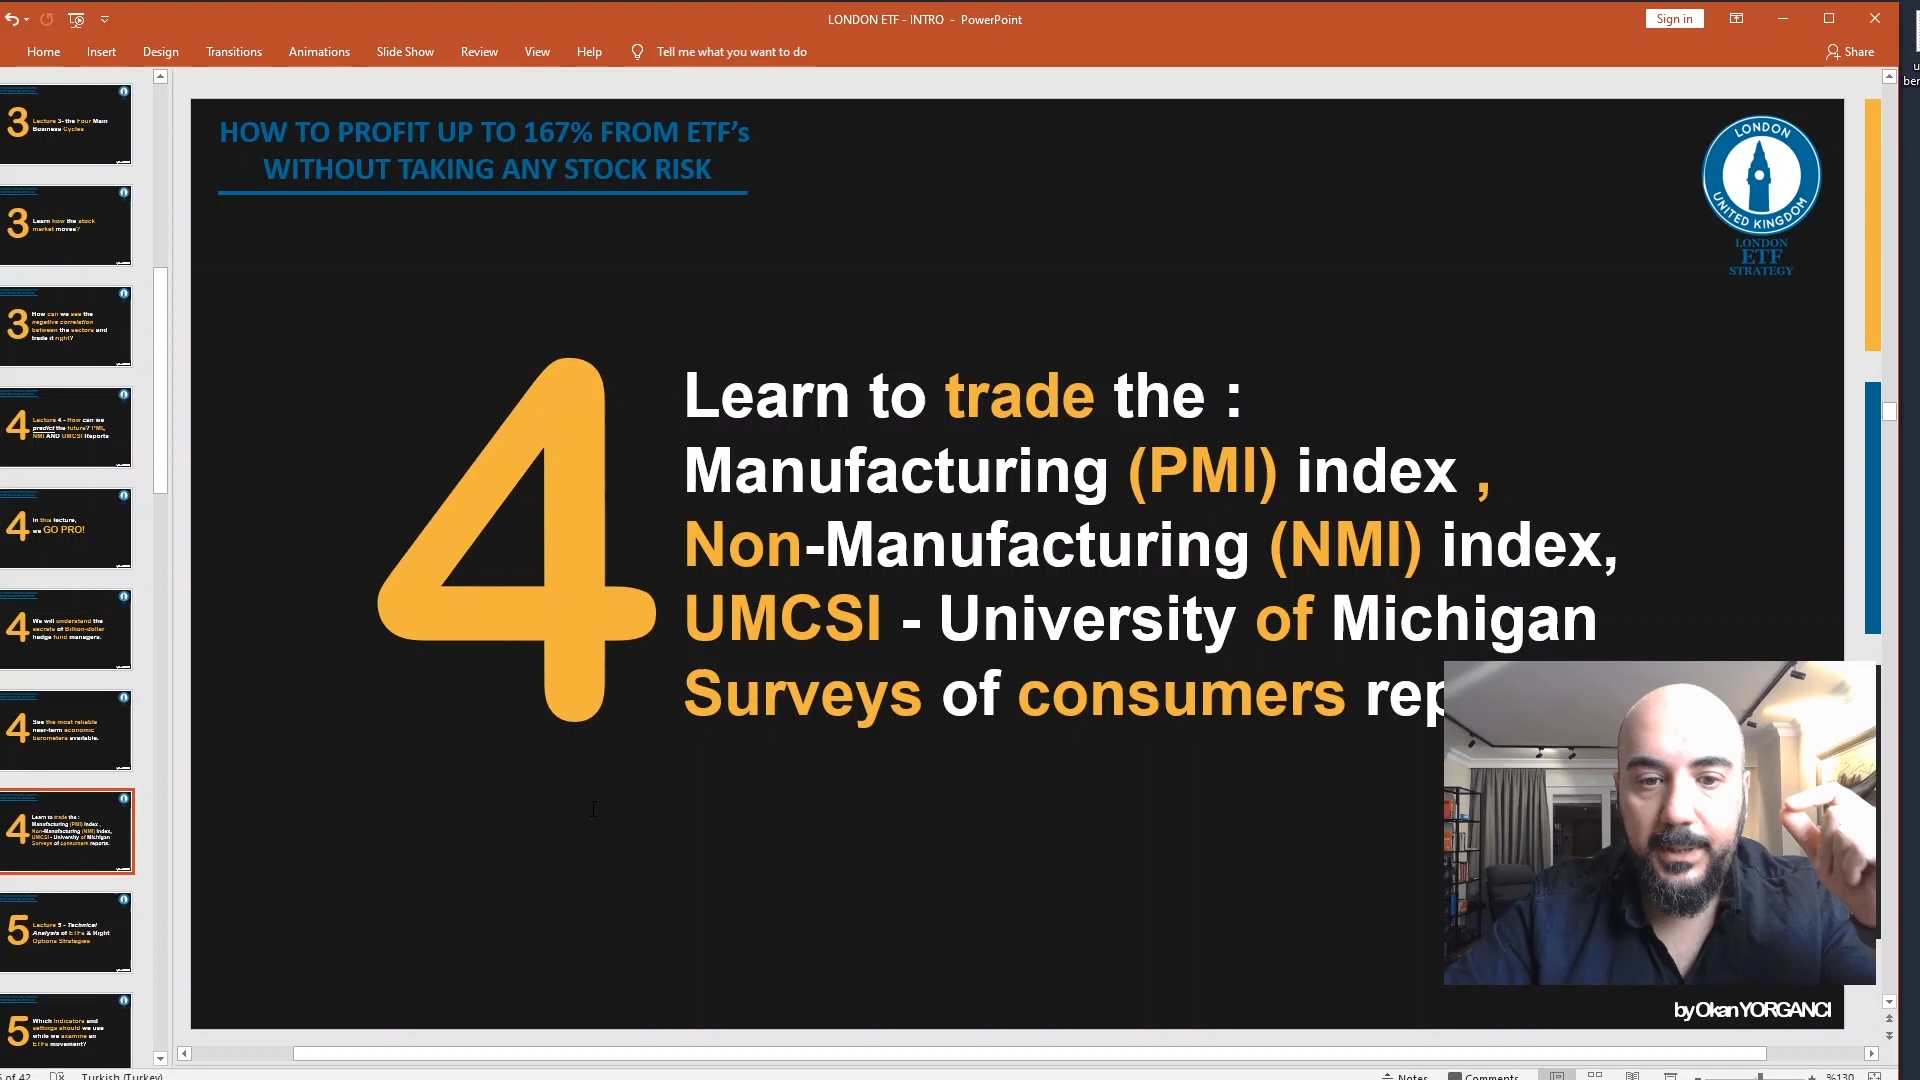 LONDON ETF - INTRO - PowerPoint
Sign in
Home Insert Design Transitions Animations Slide Show Review View Help Tell me what you want to do
Share
3 Lecture 3- the Four Main
Business Cycles
3 Learn how the stock
market moves?
3 How can we see the
negative correlation
between the sectors and
trade it right?
4 Lecture 4 - How can we
predict the future? PMI,
NMI AND UMCSI Reports
4 In this lecture,
we GO PRO!
4 We will understand the
secrets of Billion-dollar
hedge fund managers.
4 See the most reliable
near-term economic
barometers available.
4 Learn to trade the :
Manufacturing (PMI) index ,
Non-Manufacturing (NMI) index,
UMCSI - University of Michigan
Surveys of consumers reports.
5 Lecture 5 - Technical
Analysis of ETFs & Right
Options Strategies
5 Which indicators and
settings should we use
while we examine an
ETFs movement?
HOW TO PROFIT UP TO 167% FROM ETF’s
WITHOUT TAKING ANY STOCK RISK
LONDON
UNITED KINGDOM
LONDON
ETF
STRATEGY
4
Learn to trade the :
Manufacturing (PMI) index ,
Non-Manufacturing (NMI) index,
UMCSI - University of Michigan
Surveys of consumers rep
by Okan YORGANCI
of 42 Turkish (Turkey)
Notes Comments %130